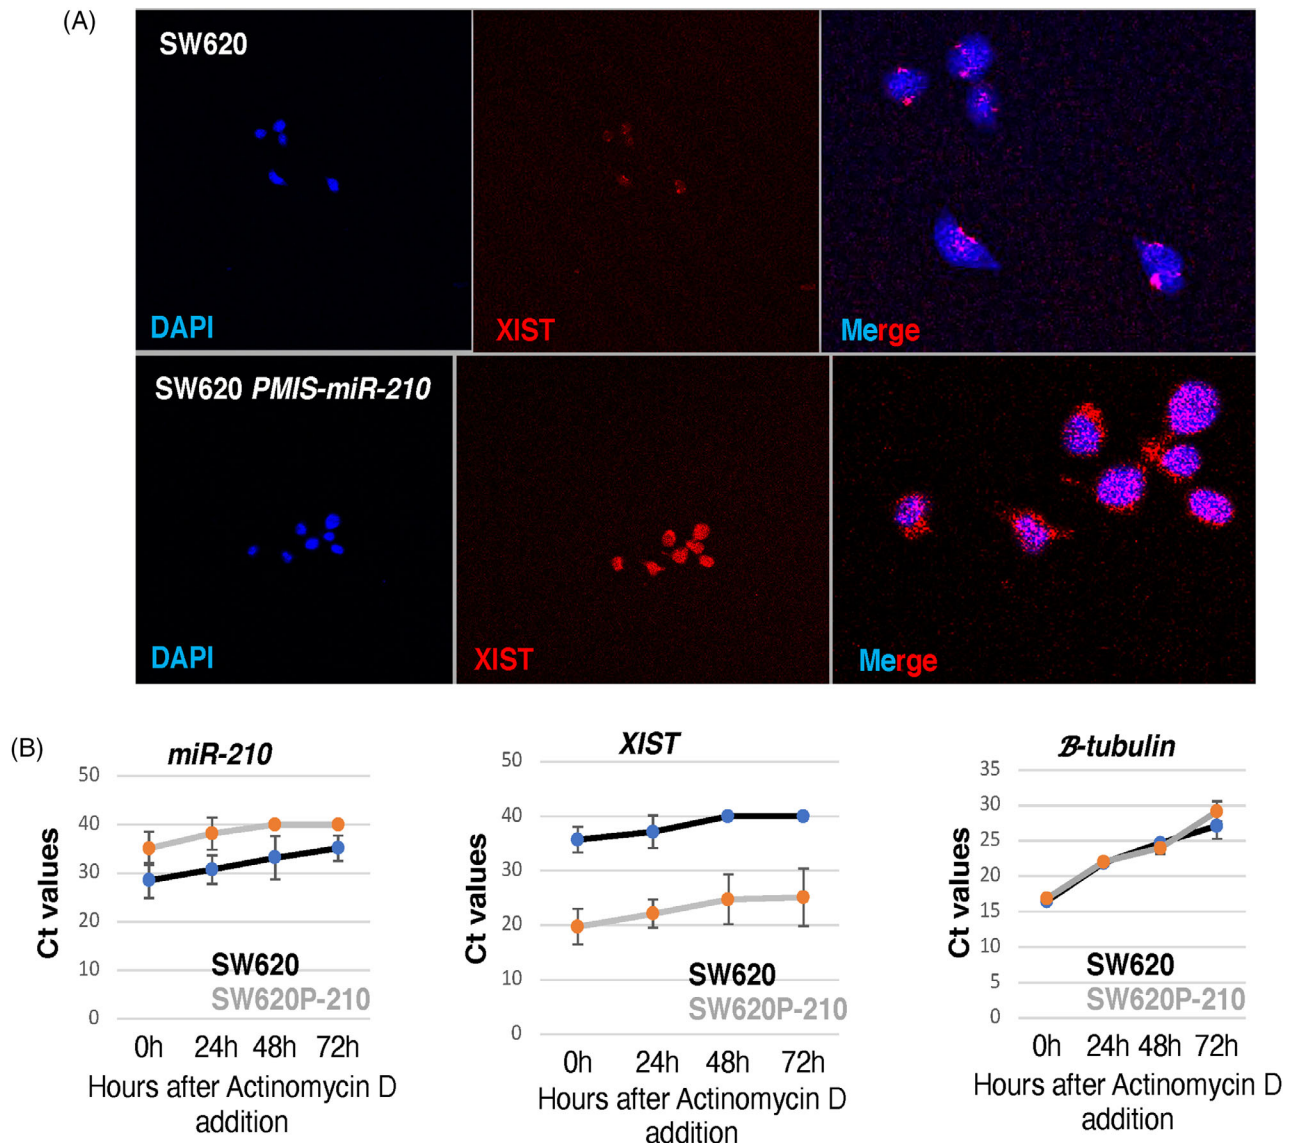 (A)
SW620
DAPI
XIST
Merge
SW620 PMIS-miR-210
DAPI
XIST
Merge
(B)
miR-210
50
40
30
20
10
0
Ct values
SW620
SW620P-210
0h 24h 48h 72h
Hours after Actinomycin D
addition
XIST
50
40
30
20
10
0
Ct values
SW620
SW620P-210
0h 24h 48h 72h
Hours after Actinomycin D
addition
ℬ-tubulin
35
30
25
20
15
10
5
0
Ct values
SW620
SW620P-210
0h 24h 48h 72h
Hours after Actinomycin D
addition